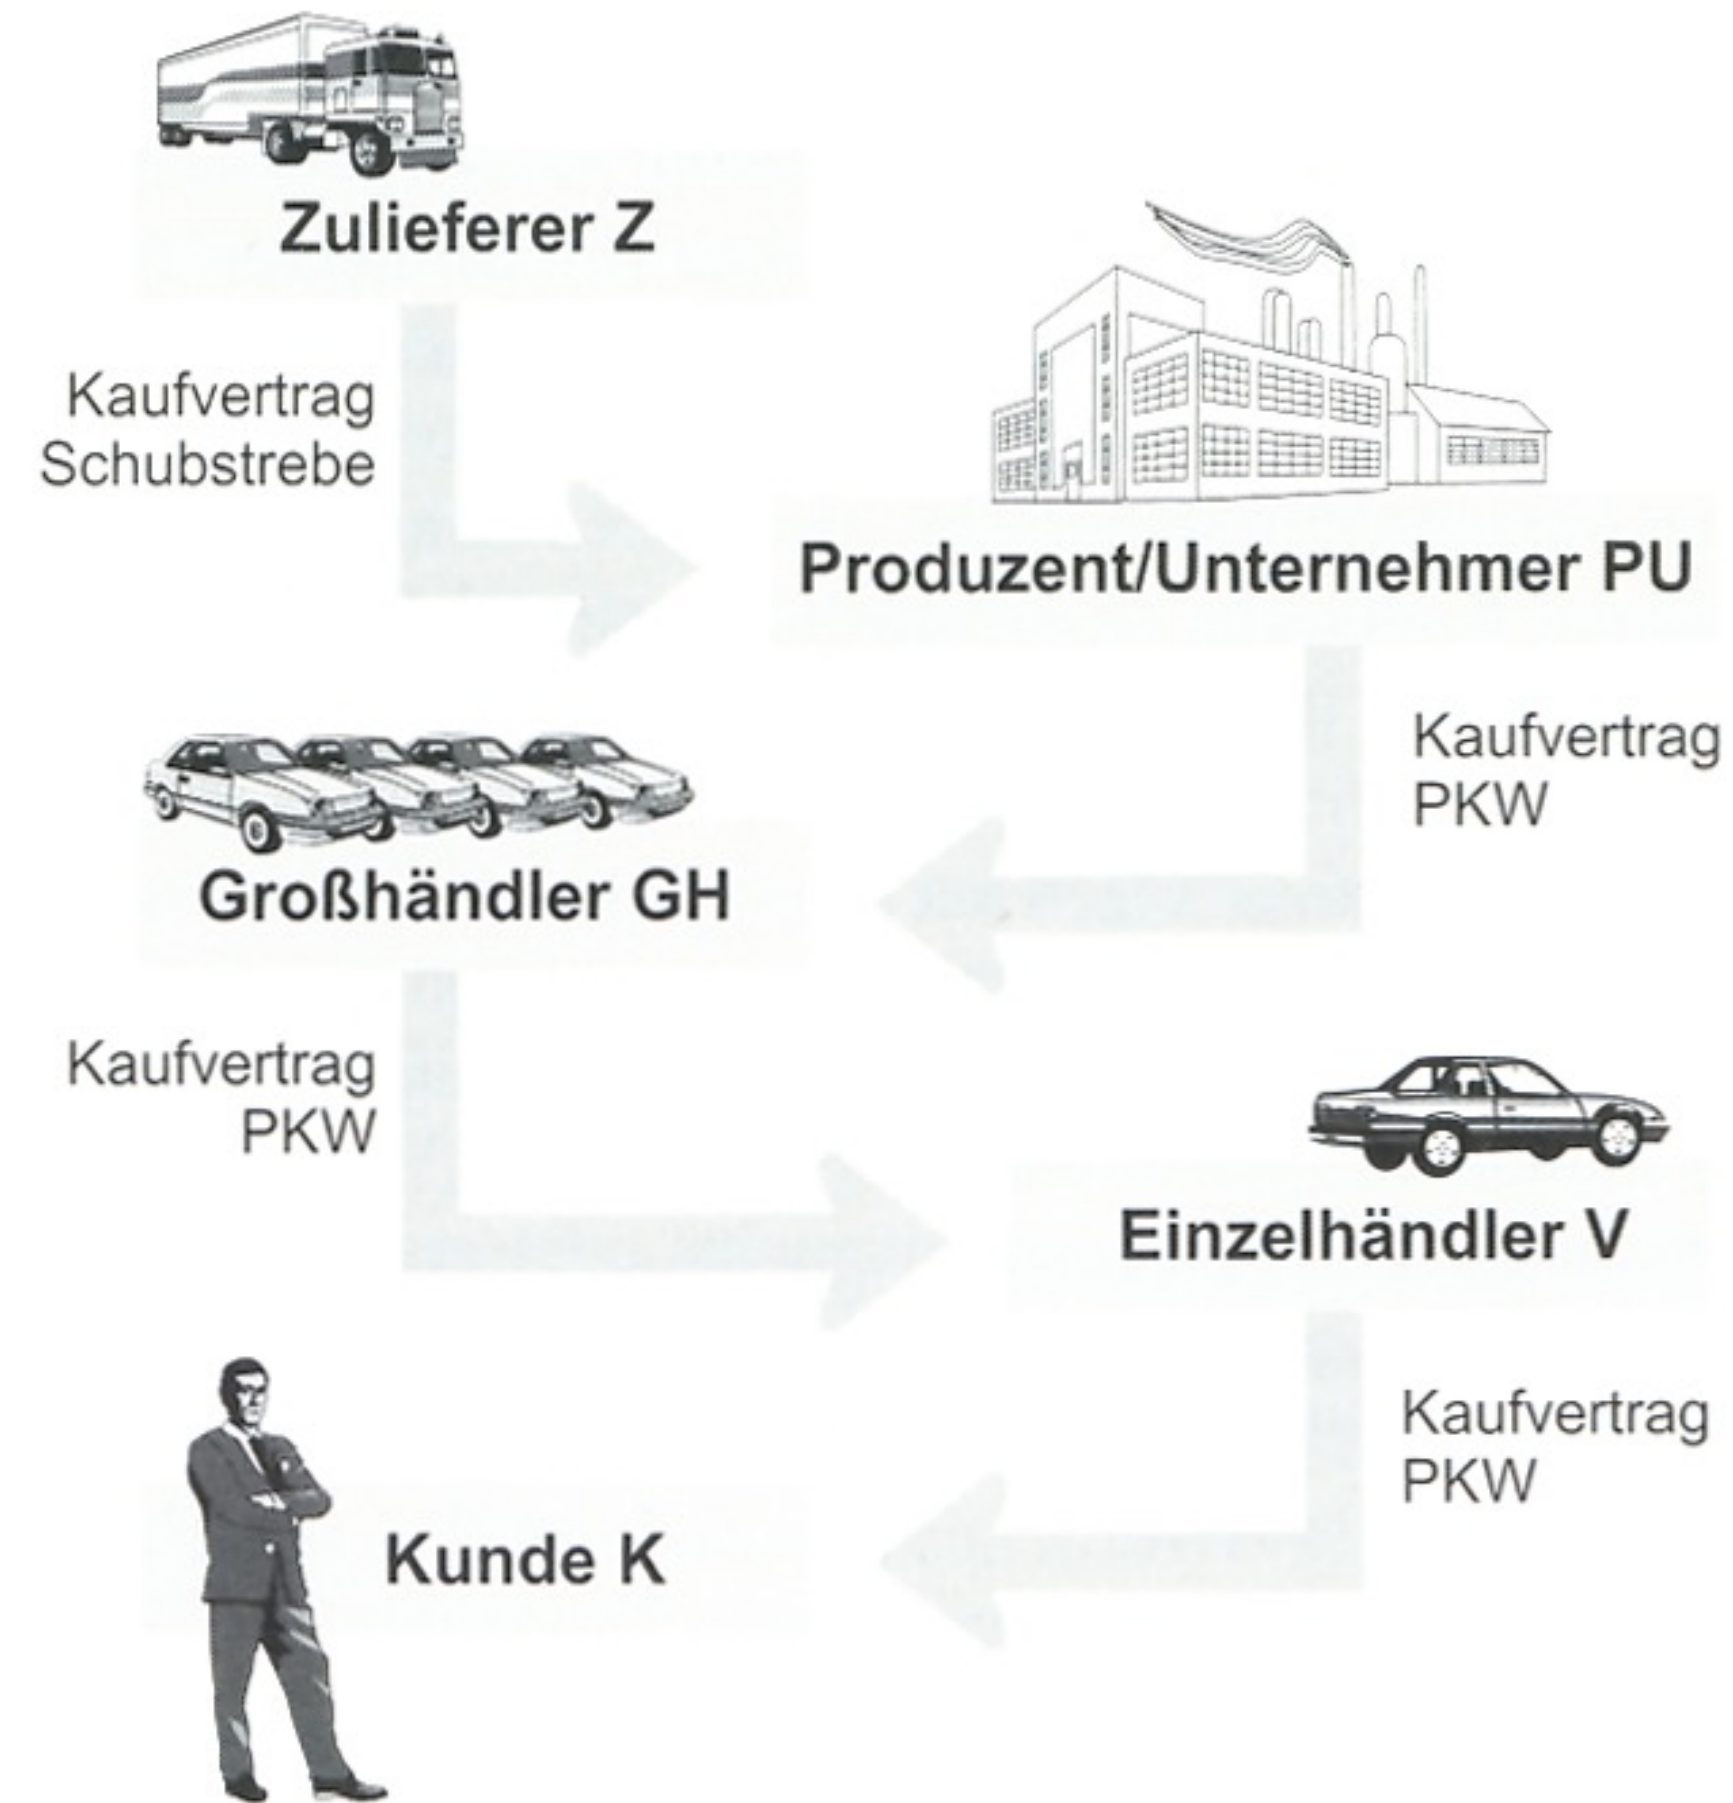 Zulieferer Z
Kaufvertrag
Schubstrebe
Produzent/Unternehmer PU
Kaufvertrag
PKW
Großhändler GH
Kaufvertrag
PKW
Einzelhändler V
Kaufvertrag
PKW
Kunde K